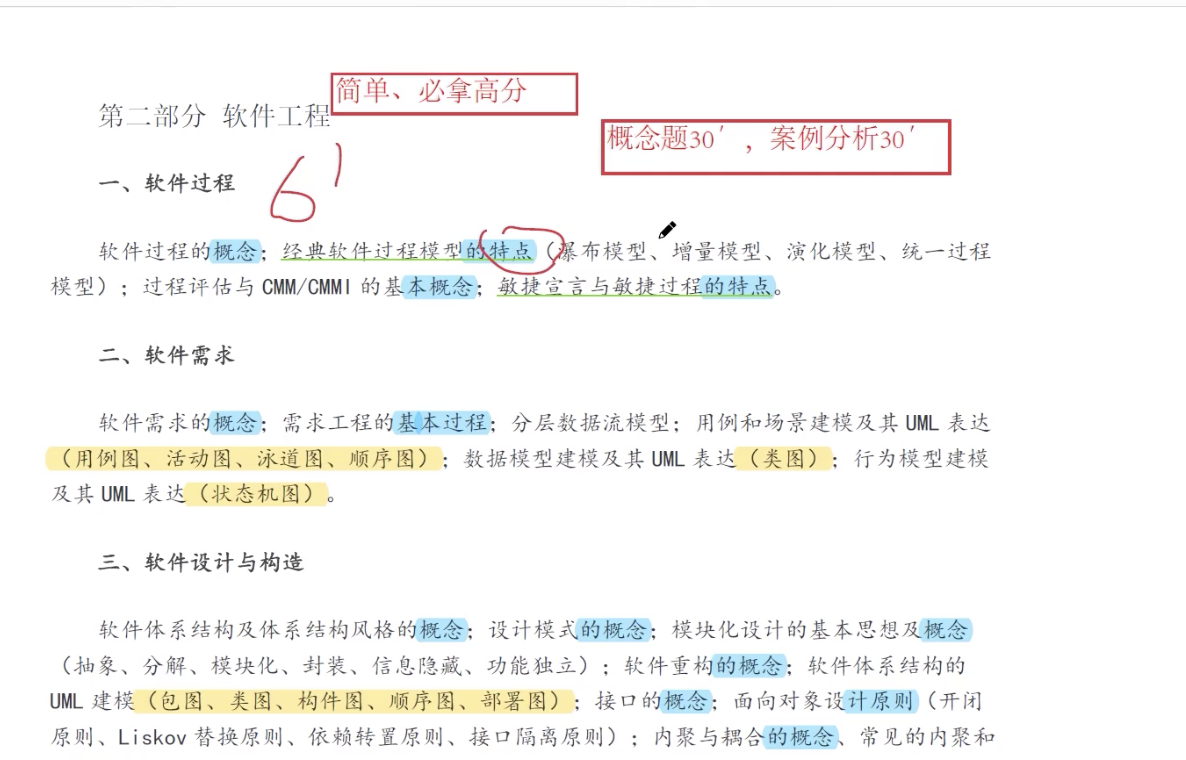 简单、必拿高分
第二部分 软件工程
概念题30′，案例分析30′
6′
一、软件过程
软件过程的概念；经典软件过程模型的特点（瀑布模型、增量模型、演化模型、统一过程
模型）；过程评估与 CMM/CMMI 的基本概念；敏捷宣言与敏捷过程的特点。
二、软件需求
软件需求的概念；需求工程的基本过程；分层数据流模型；用例和场景建模及其 UML 表达
（用例图、活动图、泳道图、顺序图）；数据模型建模及其 UML 表达（类图）；行为模型建模
及其 UML 表达（状态机图）。
三、软件设计与构造
软件体系结构及体系结构风格的概念；设计模式的概念；模块化设计的基本思想及概念
（抽象、分解、模块化、封装、信息隐藏、功能独立）；软件重构的概念；软件体系结构的
UML 建模（包图、类图、构件图、顺序图、部署图）；接口的概念；面向对象设计原则（开闭
原则、Liskov 替换原则、依赖转置原则、接口隔离原则）；内聚与耦合的概念、常见的内聚和